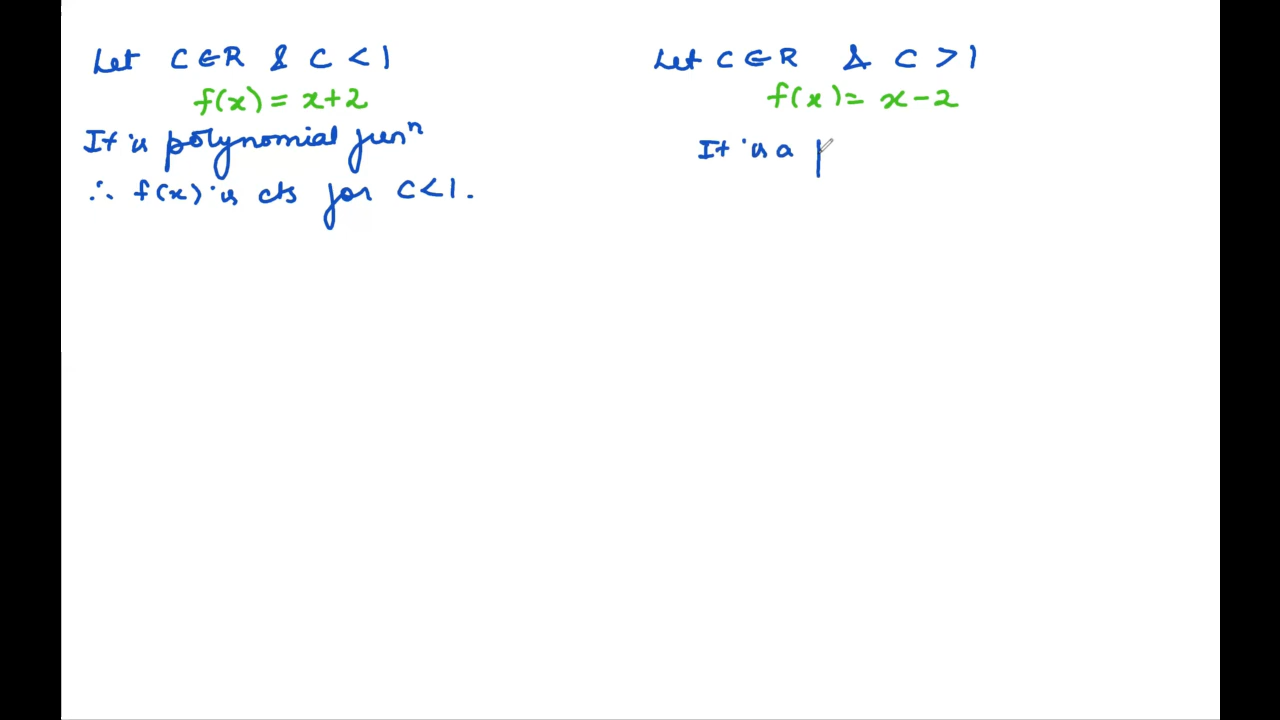 Let C ∈ R & C < 1
f(x) = x+2
It is polynomial funⁿ
∴ f(x) is cts for C<1.
Let C ∈ R & C > 1
f(x) = x-2
It is a p